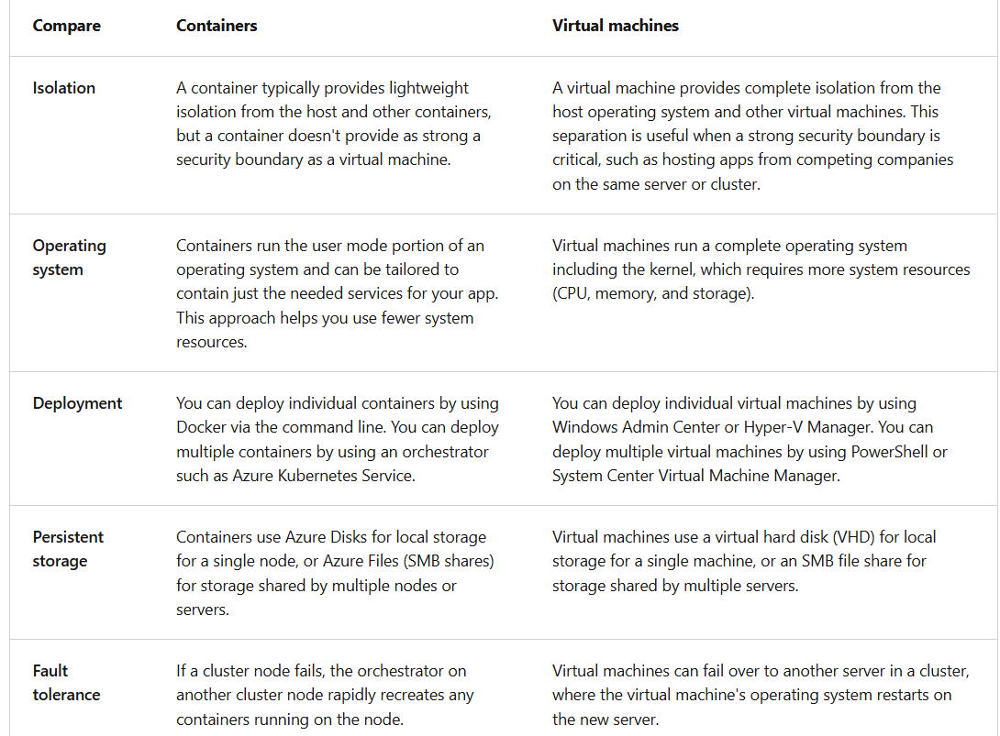 Compare
Containers
Virtual machines
Isolation
A container typically provides lightweight
isolation from the host and other containers,
but a container doesn't provide as strong a
security boundary as a virtual machine.
A virtual machine provides complete isolation from the
host operating system and other virtual machines. This
separation is useful when a strong security boundary is
critical, such as hosting apps from competing companies
on the same server or cluster.
Operating
system
Containers run the user mode portion of an
operating system and can be tailored to
contain just the needed services for your app.
This approach helps you use fewer system
resources.
Virtual machines run a complete operating system
including the kernel, which requires more system resources
(CPU, memory, and storage).
Deployment
You can deploy individual containers by using
Docker via the command line. You can deploy
multiple containers by using an orchestrator
such as Azure Kubernetes Service.
You can deploy individual virtual machines by using
Windows Admin Center or Hyper-V Manager. You can
deploy multiple virtual machines by using PowerShell or
System Center Virtual Machine Manager.
Persistent
storage
Containers use Azure Disks for local storage
for a single node, or Azure Files (SMB shares)
for storage shared by multiple nodes or
servers.
Virtual machines use a virtual hard disk (VHD) for local
storage for a single machine, or an SMB file share for
storage shared by multiple servers.
Fault
tolerance
If a cluster node fails, the orchestrator on
another cluster node rapidly recreates any
containers running on the node.
Virtual machines can fail over to another server in a cluster,
where the virtual machine's operating system restarts on
the new server.